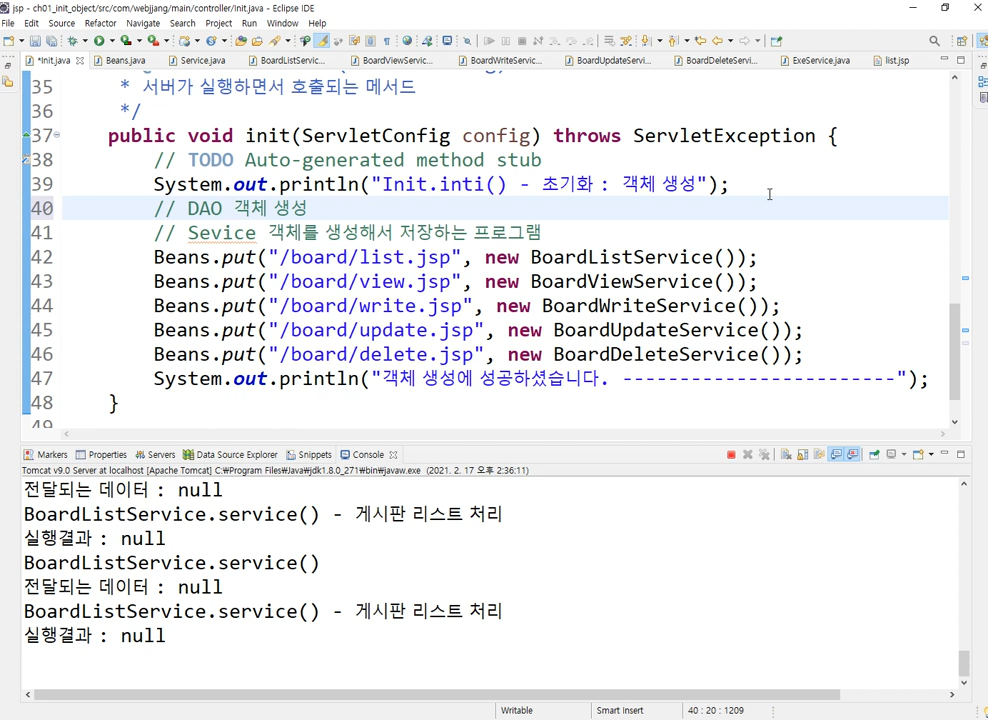 jsp - ch01_init_object/src/com/webjjang/main/controller/Init.java - Eclipse IDE
File Edit Source Refactor Navigate Search Project Run Window Help
*Init.java Beans.java Service.java BoardListServic... BoardViewServic... BoardWriteServic... BoardUpdateServi... BoardDeleteServi... ExeService.java list.jsp
35 * 서버가 실행하면서 호출되는 메서드
36 */
37 public void init(ServletConfig config) throws ServletException {
38 // TODO Auto-generated method stub
39 System.out.println("Init.inti() - 초기화 : 객체 생성");
40 // DAO 객체 생성
41 // Sevice 객체를 생성해서 저장하는 프로그램
42 Beans.put("/board/list.jsp", new BoardListService());
43 Beans.put("/board/view.jsp", new BoardViewService());
44 Beans.put("/board/write.jsp", new BoardWriteService());
45 Beans.put("/board/update.jsp", new BoardUpdateService());
46 Beans.put("/board/delete.jsp", new BoardDeleteService());
47 System.out.println("객체 생성에 성공하셨습니다. ------------------------");
48 }
49
Markers Properties Servers Data Source Explorer Snippets Console
Tomcat v9.0 Server at localhost [Apache Tomcat] C:₩Program Files₩Java₩jdk1.8.0_271₩bin₩javaw.exe (2021. 2. 17 오후 2:36:11)
전달되는 데이터 : null
BoardListService.service() - 게시판 리스트 처리
실행결과 : null
BoardListService.service()
전달되는 데이터 : null
BoardListService.service() - 게시판 리스트 처리
실행결과 : null
Writable Smart Insert 40 : 20 : 1209